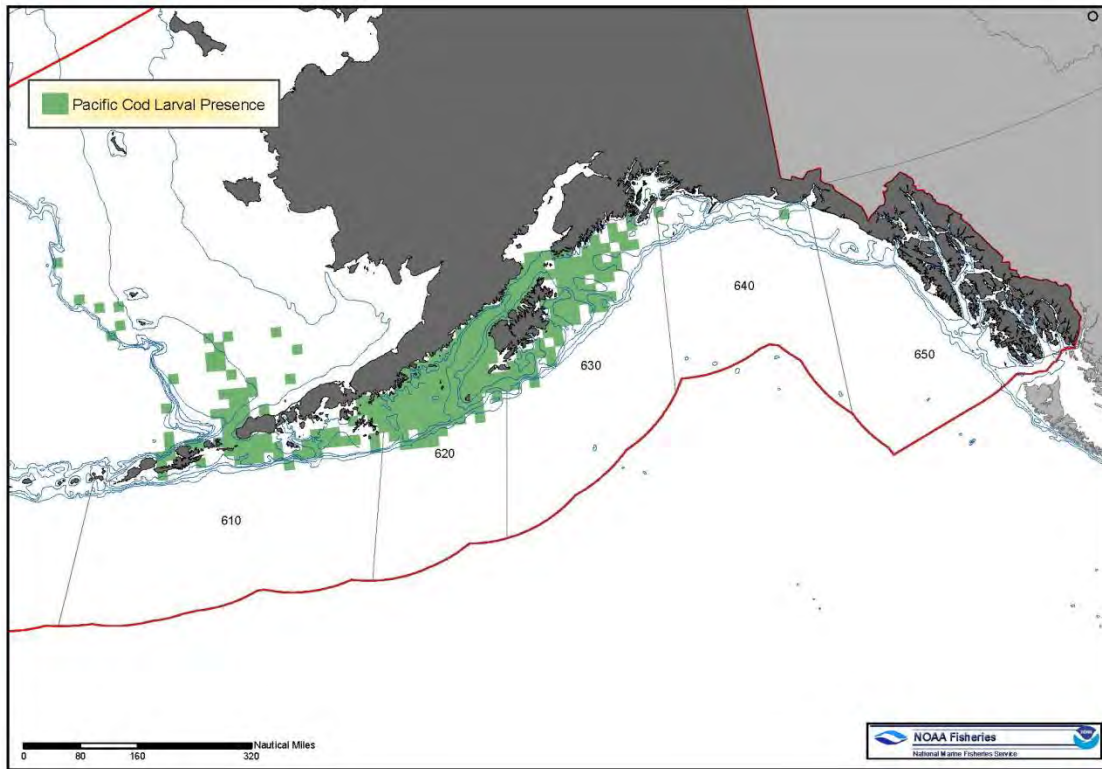 Pacific Cod Larval Presence
640
650
630
620
610
Nautical Miles
0 80 160 320
NOAA Fisheries
National Marine Fisheries Service